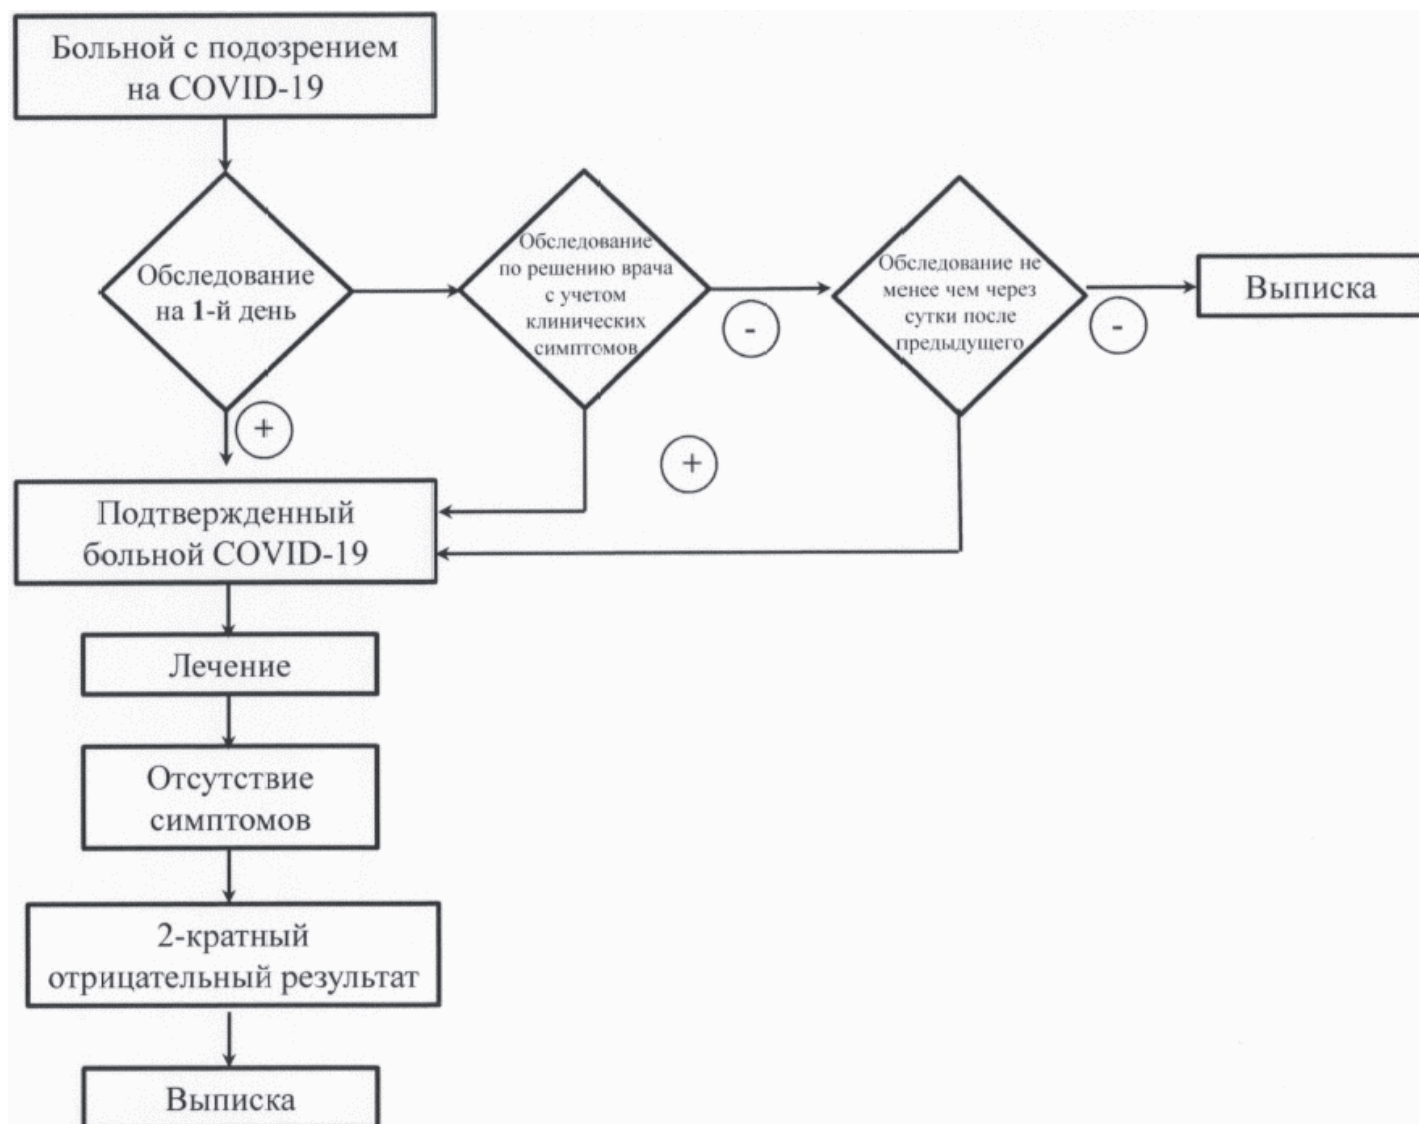 Больной с подозрением
на COVID-19
Обследование
на 1-й день
Обследование
по решению врача
с учетом
клинических
симптомов
Обследование не
менее чем через
сутки после
предыдущего
Выписка
-
-
+
+
Подтвержденный
больной COVID-19
Лечение
Отсутствие
симптомов
2-кратный
отрицательный результат
Выписка